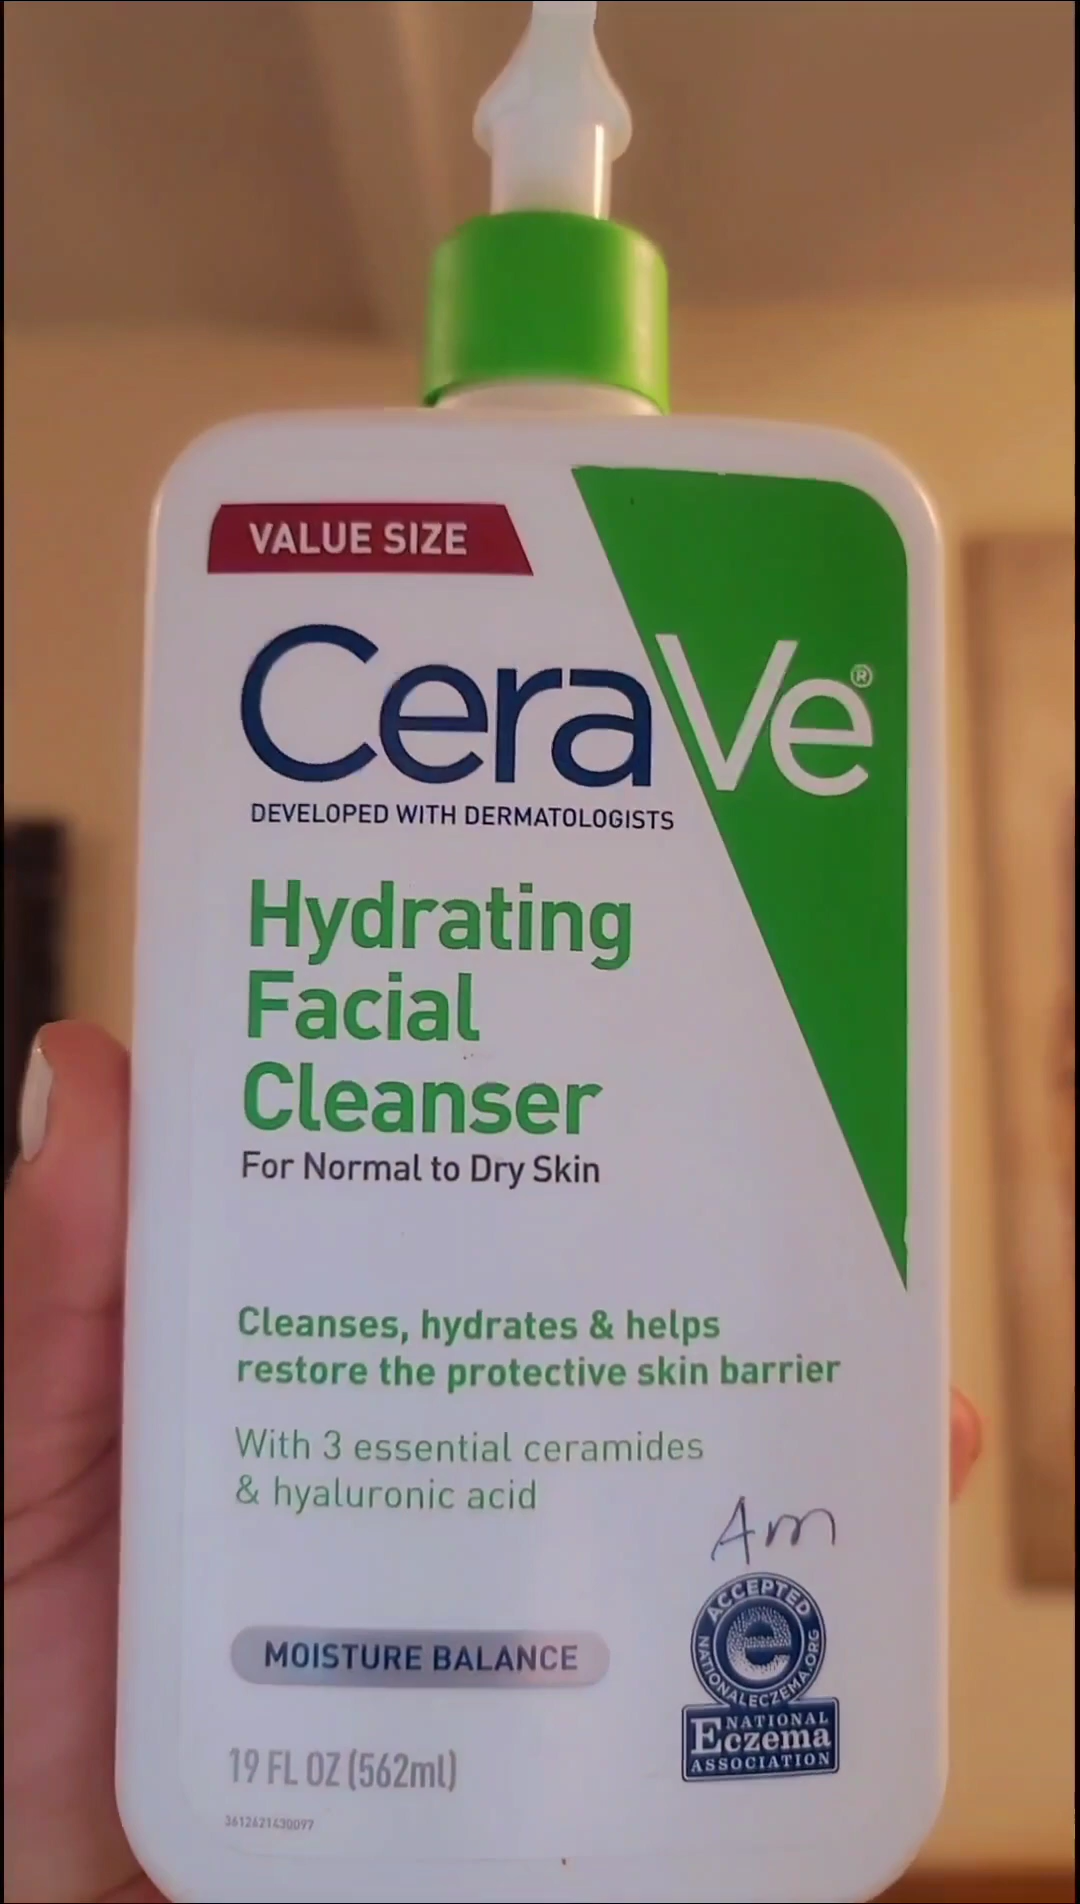 VALUE SIZE
CeraVe®
DEVELOPED WITH DERMATOLOGISTS
Hydrating
Facial
Cleanser
For Normal to Dry Skin
Cleanses, hydrates & helps
restore the protective skin barrier
With 3 essential ceramides
& hyaluronic acid
Am
ACCEPTED
e
NATIONALECZEMA.ORG
NATIONAL
Eczema
ASSOCIATION
MOISTURE BALANCE
19 FL OZ (562ml)
3612621430097